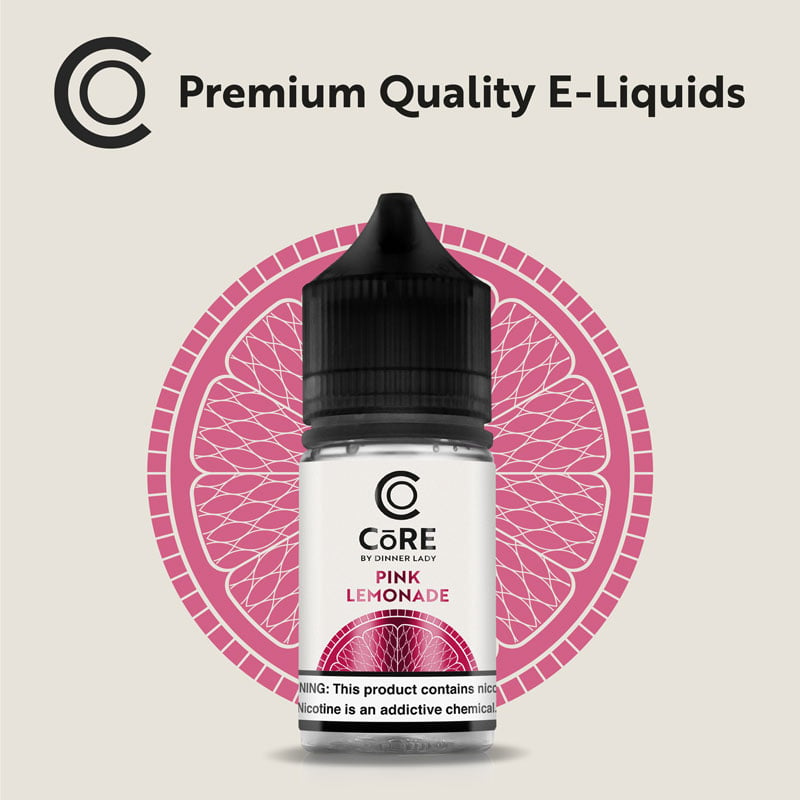 Premium Quality E-Liquids
CōRE
BY DINNER LADY
PINK
LEMONADE
NING: This product contains nico
Nicotine is an addictive chemical.